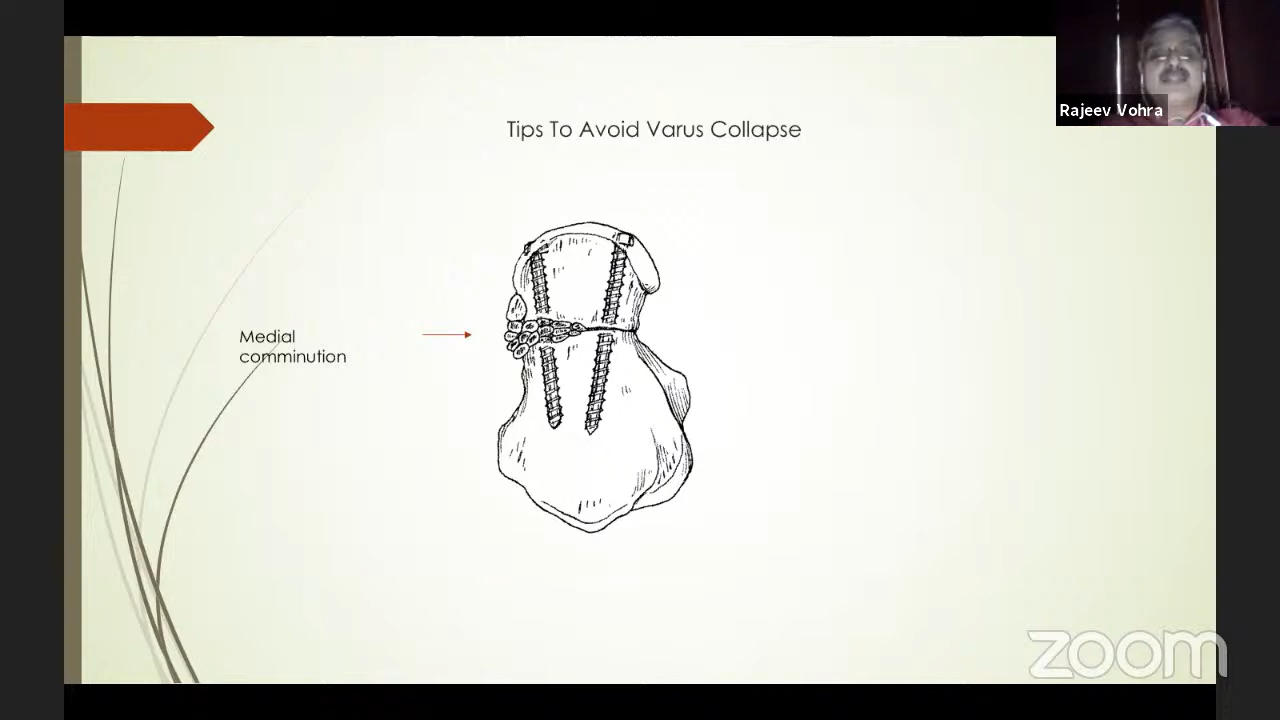 Rajeev Vohra
Tips To Avoid Varus Collapse
Medial
comminution
zoom